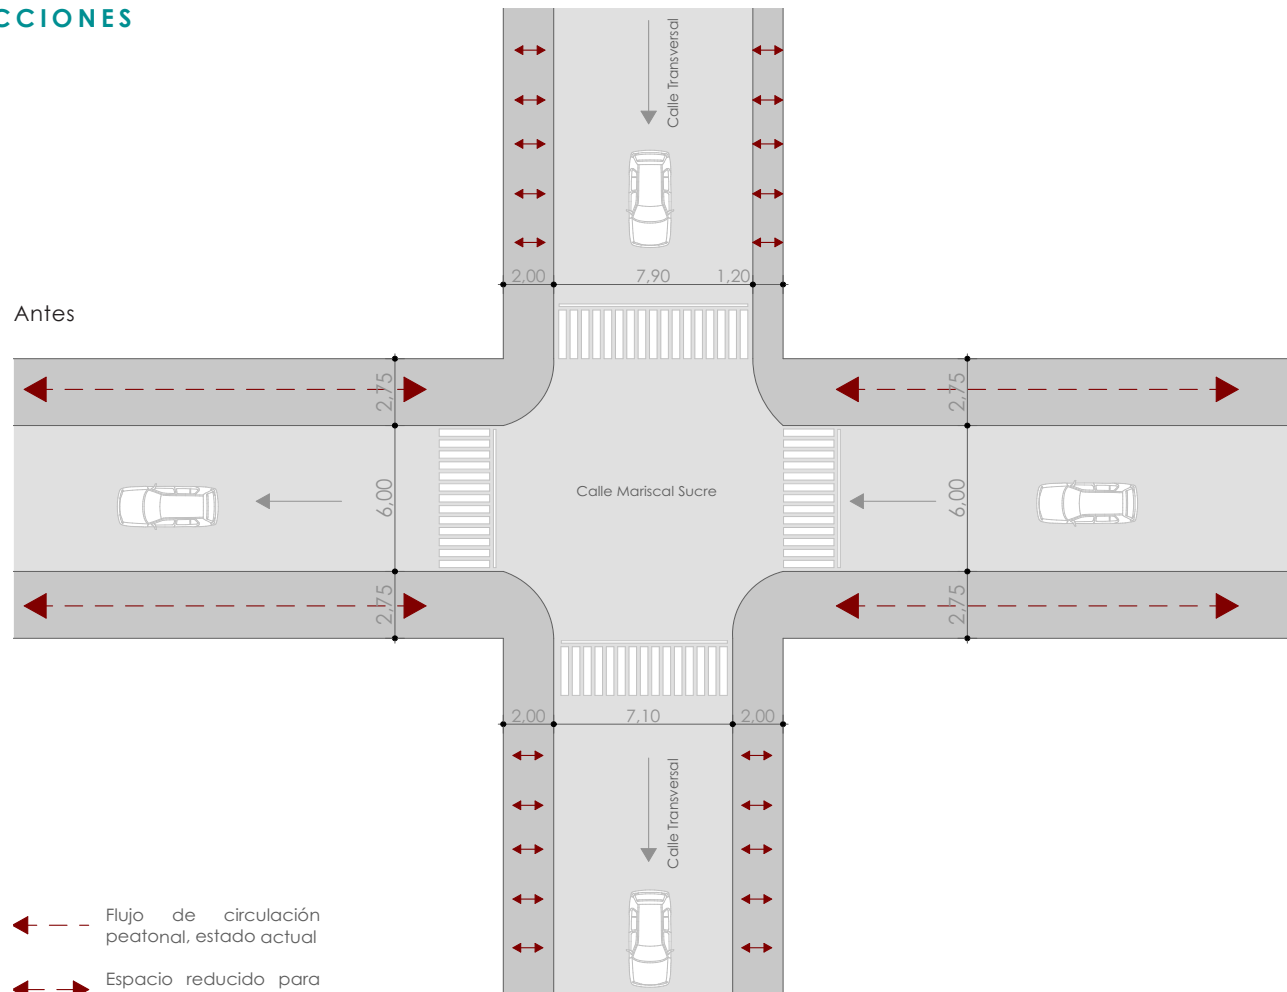 CCIONES
Calle Transversal
2,00
7,90
1,20
Antes
2,75
2,75
6,00
Calle Mariscal Sucre
6,00
2,75
2,75
2,00
7,10
2,00
Calle Transversal
Flujo de circulación
peatonal, estado actual
Espacio reducido para